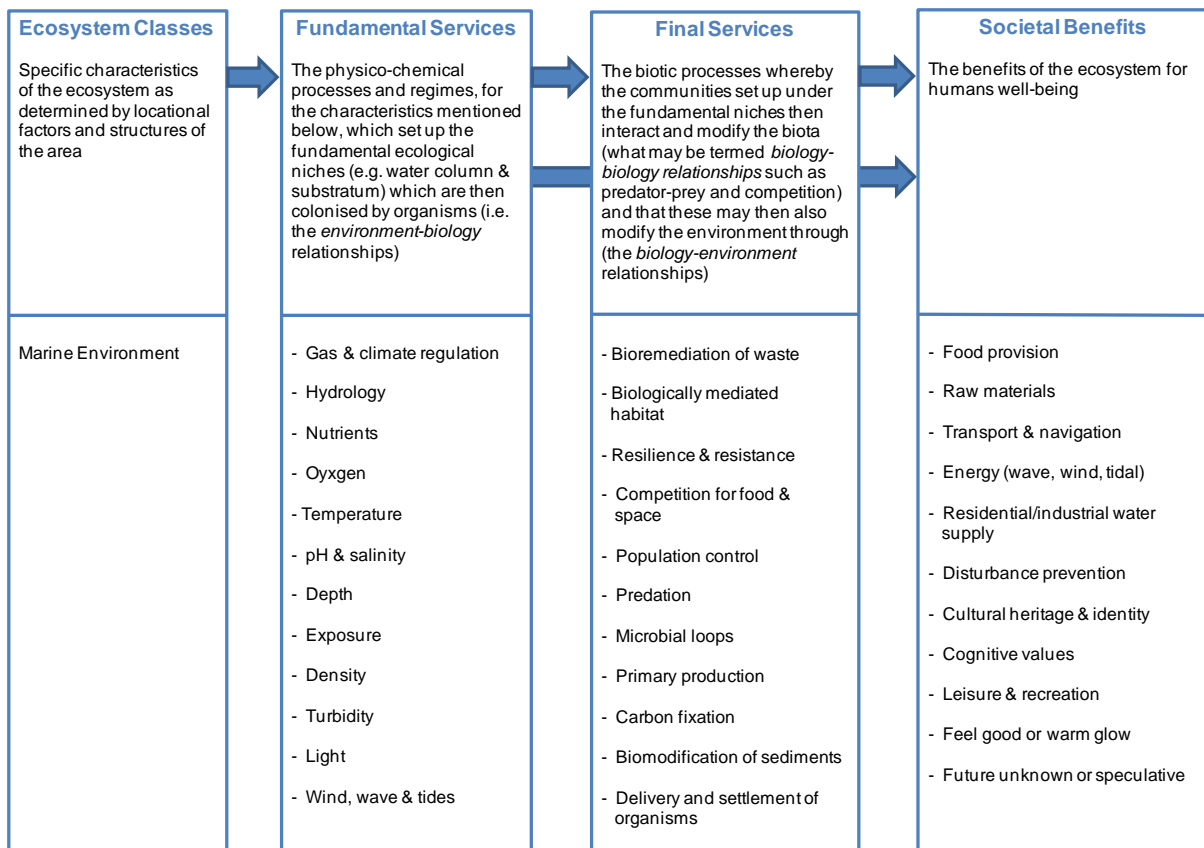 Ecosystem Classes
Specific characteristics
of the ecosystem as
determined by locational
factors and structures of
the area
Fundamental Services
The physico-chemical
processes and regimes, for
the characteristics mentioned
below, which set up the
fundamental ecological
niches (e.g. water column &
substratum) which are then
colonised by organisms (i.e.
the environment-biology
relationships)
Final Services
The biotic processes whereby
the communities set up under
the fundamental niches then
interact and modify the biota
(what may be termed biology-
biology relationships such as
predator-prey and competition)
and that these may then also
modify the environment through
(the biology-environment
relationships)
Societal Benefits
The benefits of the ecosystem for
humans well-being
Marine Environment
- Gas & climate regulation
- Hydrology
- Nutrients
- Oyxgen
- Temperature
- pH & salinity
- Depth
- Exposure
- Density
- Turbidity
- Light
- Wind, wave & tides
- Bioremediation of waste
- Biologically mediated
habitat
- Resilience & resistance
- Competition for food &
space
- Population control
- Predation
- Microbial loops
- Primary production
- Carbon fixation
- Biomodification of sediments
- Delivery and settlement of
organisms
- Food provision
- Raw materials
- Transport & navigation
- Energy (wave, wind, tidal)
- Residential/industrial water
supply
- Disturbance prevention
- Cultural heritage & identity
- Cognitive values
- Leisure & recreation
- Feel good or warm glow
- Future unknown or speculative